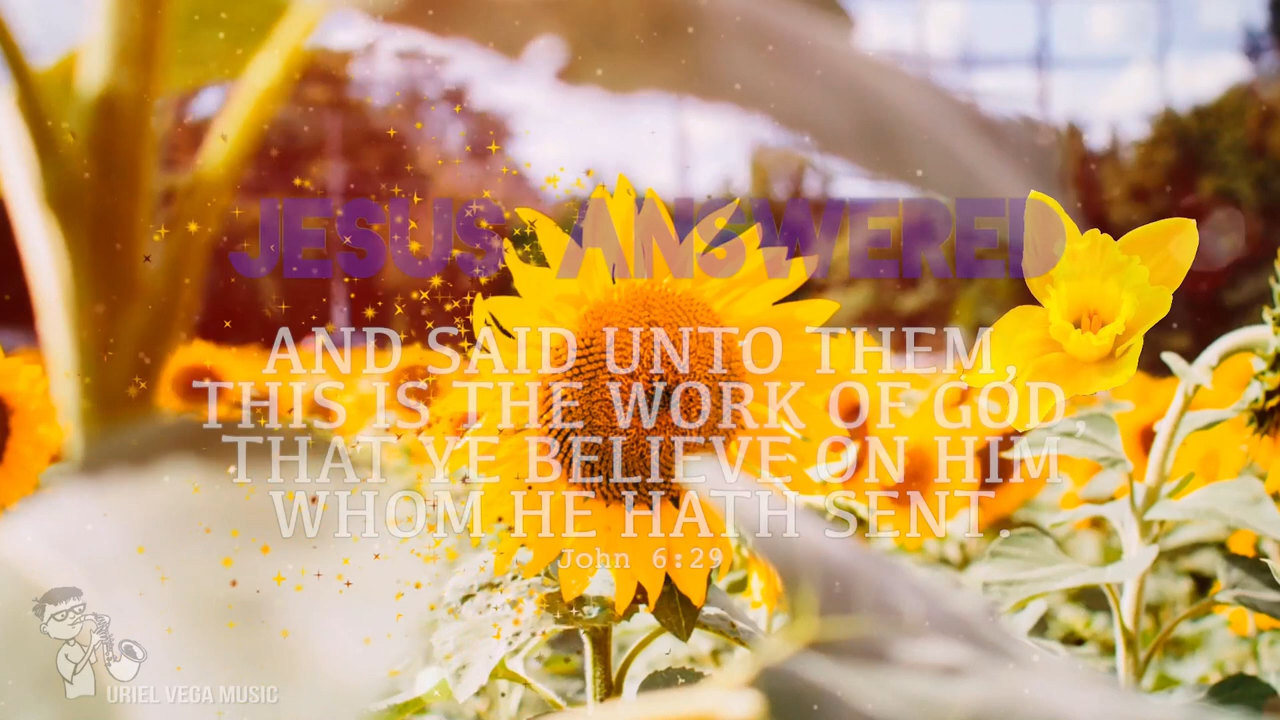 JESUS ANSWERED
AND SAID UNTO THEM,
THIS IS THE WORK OF GOD,
THAT YE BELIEVE ON HIM
WHOM HE HATH SENT.
John 6:29
URIEL VEGA MUSIC